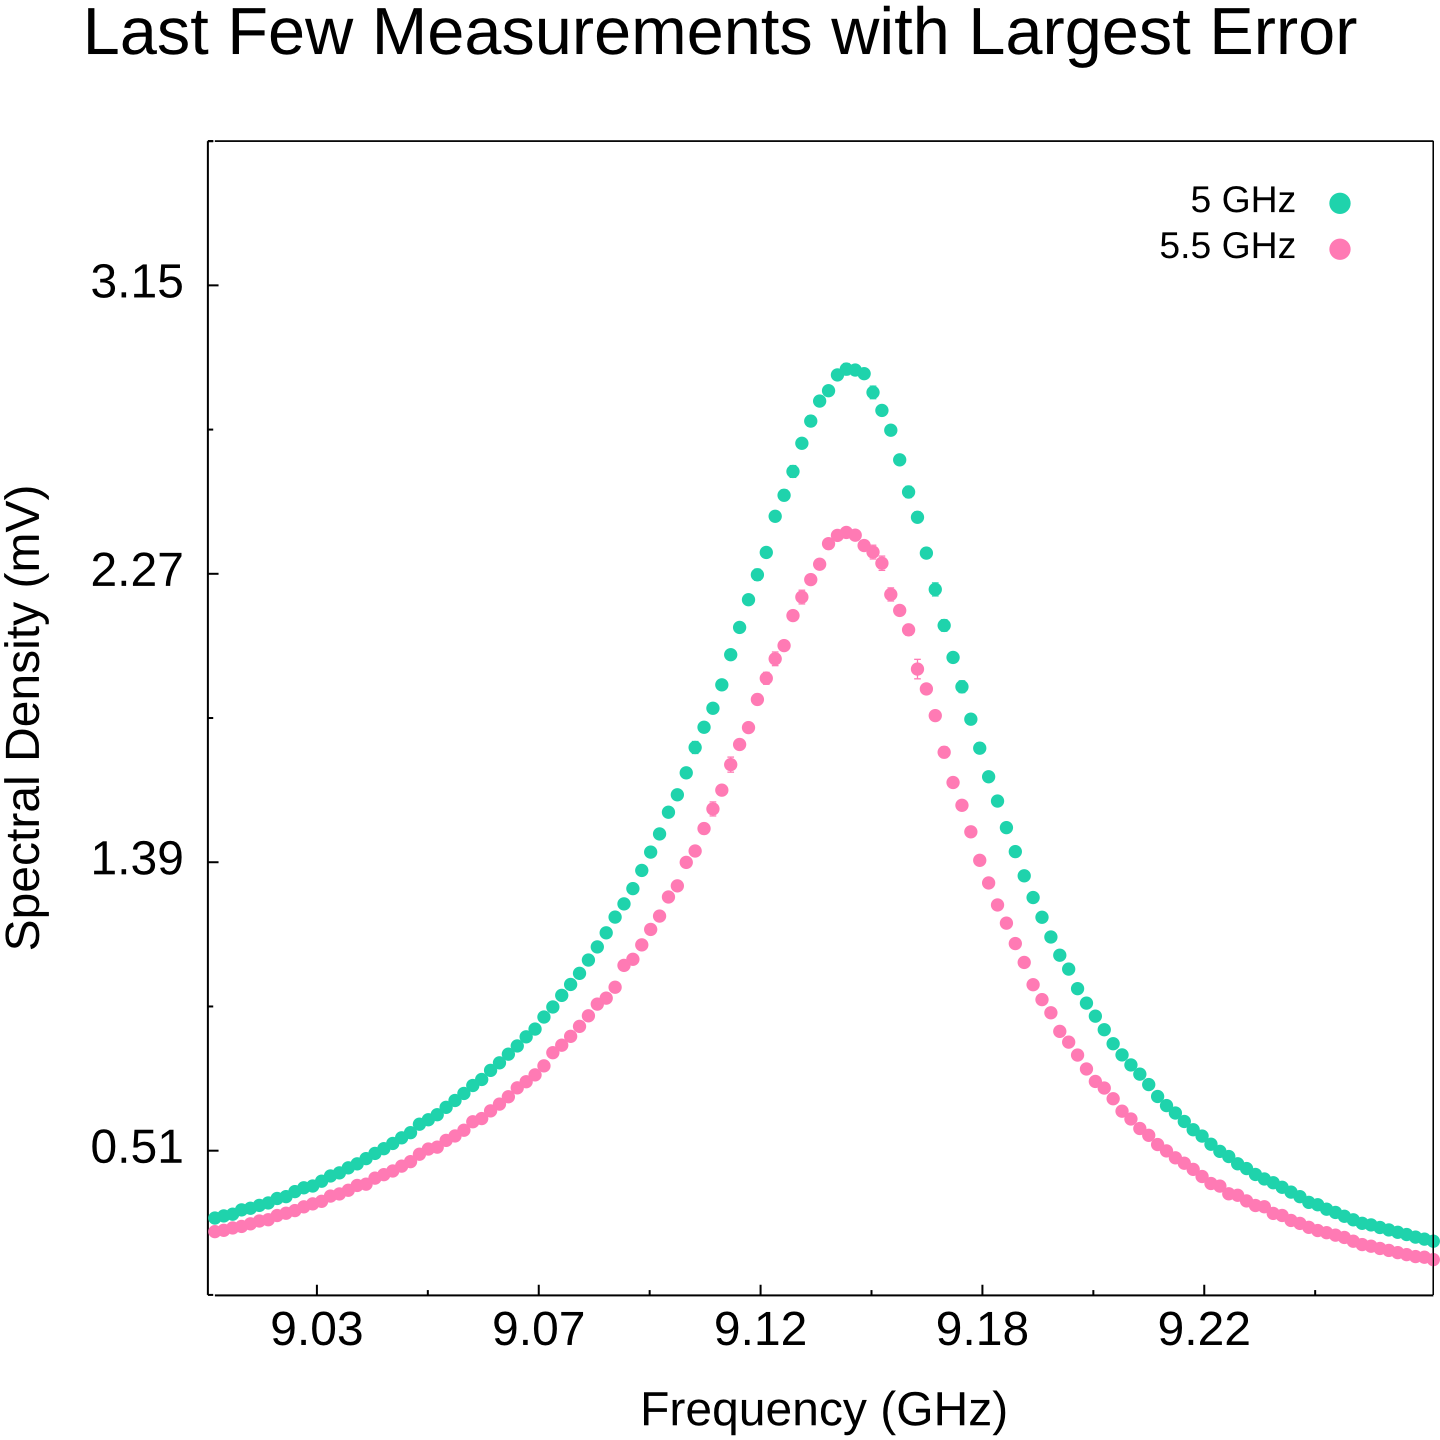 Last Few Measurements with Largest Error
5 GHz
5.5 GHz
3.15
2.27
1.39
0.51
Spectral Density (mV)
9.03
9.07
9.12
9.18
9.22
Frequency (GHz)